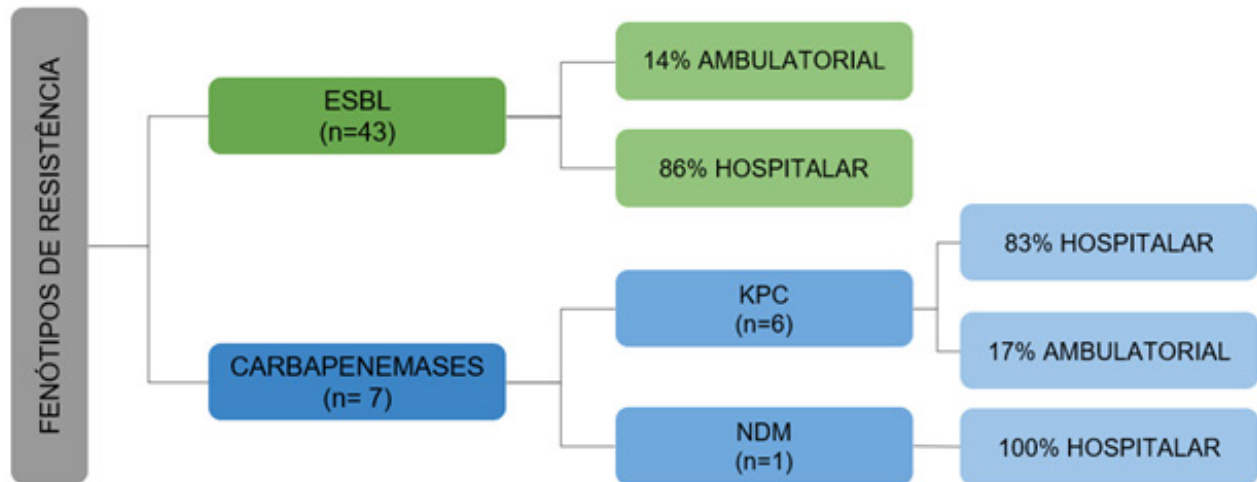 FENÓTIPOS DE RESISTÊNCIA
ESBL
(n=43)
14% AMBULATORIAL
86% HOSPITALAR
CARBAPENEMASES
(n= 7)
KPC
(n=6)
83% HOSPITALAR
17% AMBULATORIAL
NDM
(n=1)
100% HOSPITALAR